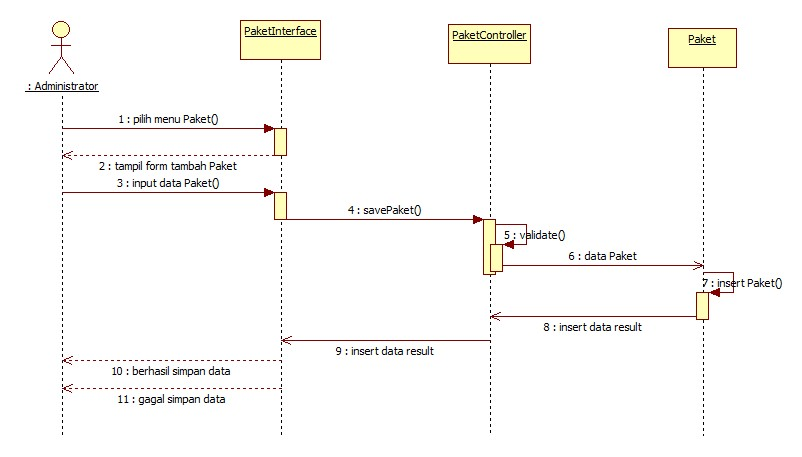 PaketInterface
PaketController
Paket
: Administrator
1 : pilih menu Paket()
2 : tampil form tambah Paket
3 : input data Paket()
4 : savePaket()
5 : validate()
6 : data Paket
7 : insert Paket()
8 : insert data result
9 : insert data result
10 : berhasil simpan data
11 : gagal simpan data